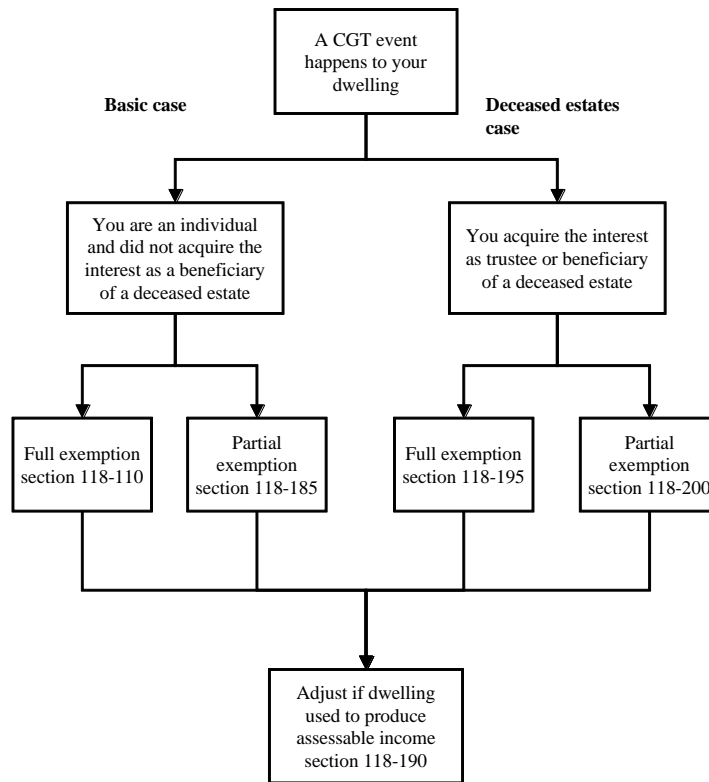 A CGT event
happens to your
dwelling
Basic case
Deceased estates
case
You are an individual
and did not acquire the
interest as a beneficiary
of a deceased estate
You acquire the interest
as trustee or beneficiary
of a deceased estate
Full exemption
section 118-110
Partial
exemption
section 118-185
Full exemption
section 118-195
Partial
exemption
section 118-200
Adjust if dwelling
used to produce
assessable income
section 118-190